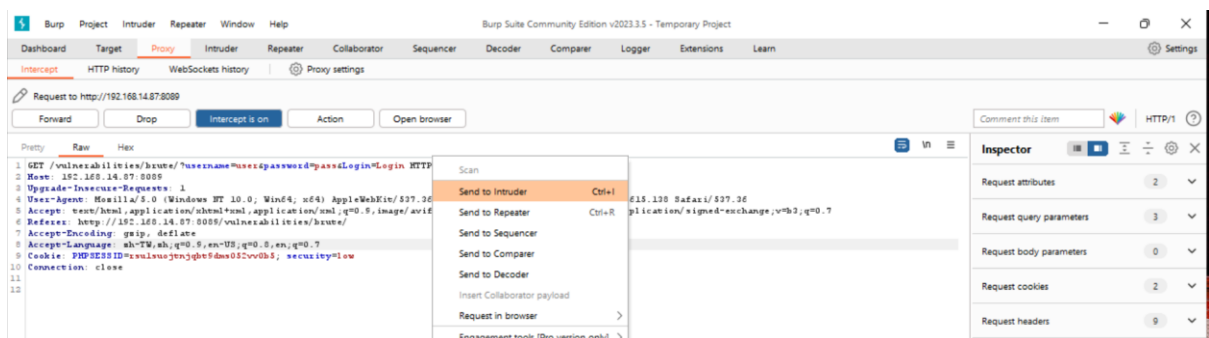 Burp Project Intruder Repeater Window Help Burp Suite Community Edition v2023.3.5 - Temporary Project
Dashboard Target Proxy Intruder Repeater Collaborator Sequencer Decoder Comparer Logger Extensions Learn Settings
Intercept HTTP history WebSockets history Proxy settings
Request to http://192.168.14.87:8089
Forward Drop Intercept is on Action Open browser Comment this item HTTP/1
Pretty Raw Hex \n Inspector
1 GET /vulnerabilities/brute/?username=user&password=pass&Login=Login HTTP
2 Host: 192.168.14.87:8089
3 Upgrade-Insecure-Requests: 1
4 User-Agent: Mozilla/5.0 (Windows NT 10.0; Win64; x64) AppleWebKit/537.36 615.138 Safari/537.36
5 Accept: text/html,application/xhtml+xml,application/xml;q=0.9,image/avif plication/signed-exchange;v=b3;q=0.7
6 Referer: http://192.168.14.87:8089/vulnerabilities/brute/
7 Accept-Encoding: gzip, deflate
8 Accept-Language: zh-TW,zh;q=0.9,en-US;q=0.8,en;q=0.7
9 Cookie: PHPSESSID= security=low
10 Connection: close
11
12
Scan
Send to Intruder Ctrl+I
Send to Repeater Ctrl+R
Send to Sequencer
Send to Comparer
Send to Decoder
Insert Collaborator payload
Request in browser
Engagement tools [Pro version only]
Request attributes 2
Request query parameters 3
Request body parameters 0
Request cookies 2
Request headers 9